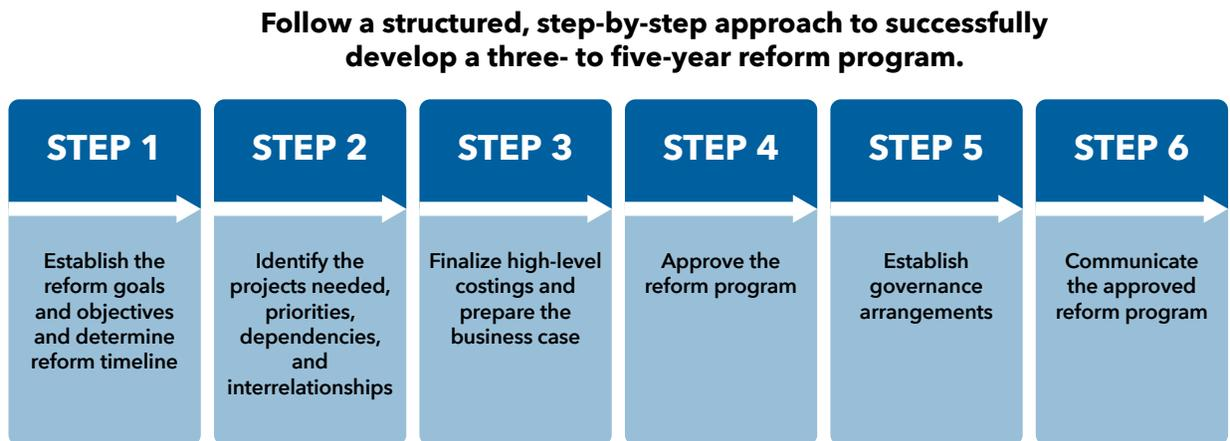 Follow a structured, step-by-step approach to successfully
develop a three- to five-year reform program.
STEP 1
Establish the
reform goals
and objectives
and determine
reform timeline
STEP 2
Identify the
projects needed,
priorities,
dependencies,
and
interrelationships
STEP 3
Finalize high-level
costings and
prepare the
business case
STEP 4
Approve the
reform program
STEP 5
Establish
governance
arrangements
STEP 6
Communicate
the approved
reform program